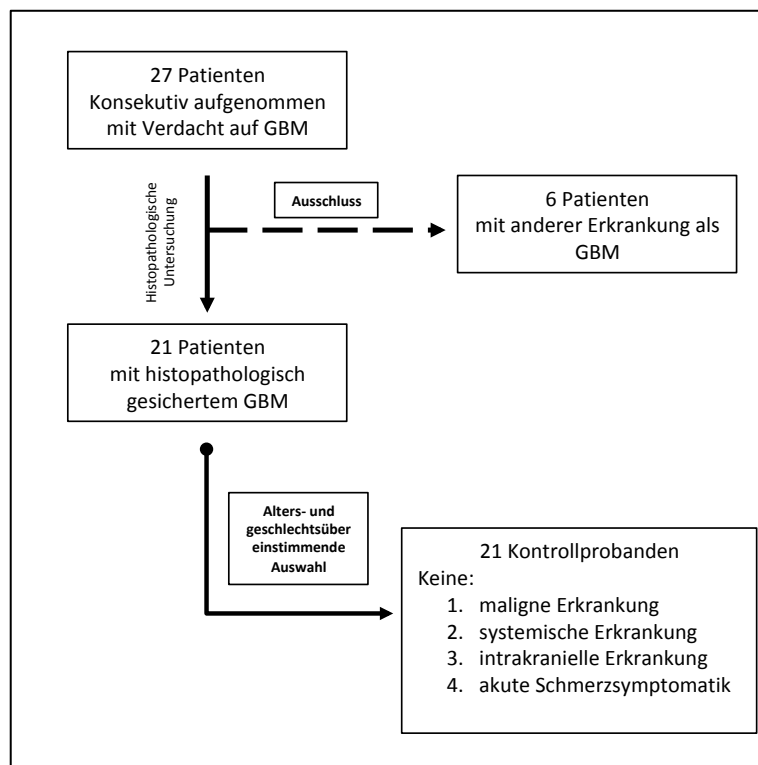 27 Patienten
Konsekutiv aufgenommen
mit Verdacht auf GBM
Histopathologische
Untersuchung
Ausschluss
6 Patienten
mit anderer Erkrankung als
GBM
21 Patienten
mit histopathologisch
gesichertem GBM
Alters- und
geschlechtsüber
einstimmende
Auswahl
21 Kontrollprobanden
Keine:
1. maligne Erkrankung
2. systemische Erkrankung
3. intrakranielle Erkrankung
4. akute Schmerzsymptomatik